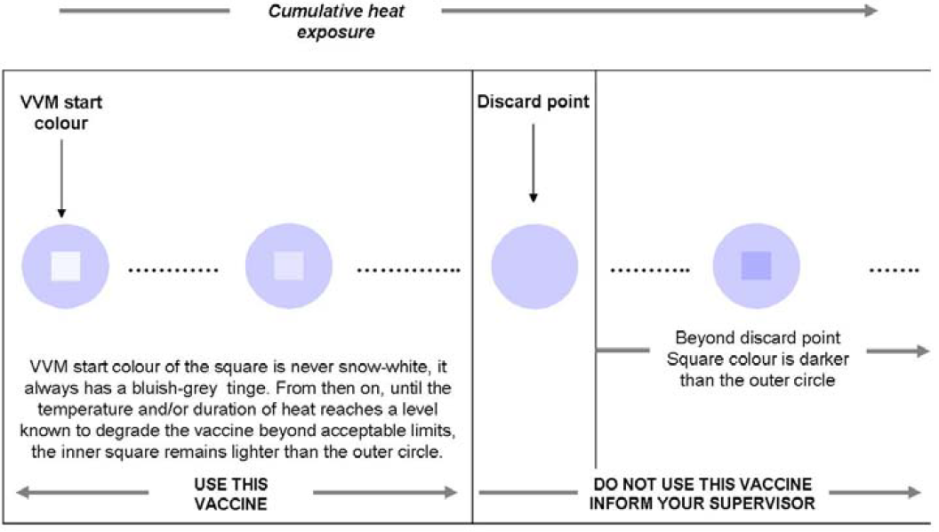 Cumulative heat
exposure
VVM start
colour
Discard point
VVM start colour of the square is never snow-white, it
always has a bluish-grey tinge. From then on, until the
temperature and/or duration of heat reaches a level
known to degrade the vaccine beyond acceptable limits,
the inner square remains lighter than the outer circle.
Beyond discard point
Square colour is darker
than the outer circle
USE THIS
VACCINE
DO NOT USE THIS VACCINE
INFORM YOUR SUPERVISOR